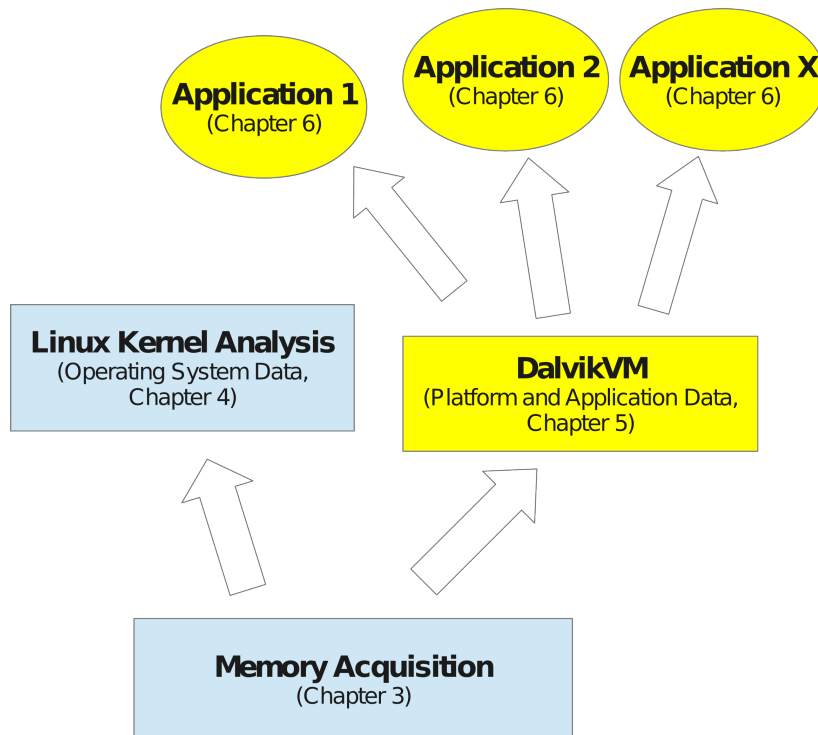 Application 1
(Chapter 6)
Application 2
(Chapter 6)
Application X
(Chapter 6)
Linux Kernel Analysis
(Operating System Data,
Chapter 4)
DalvikVM
(Platform and Application Data,
Chapter 5)
Memory Acquisition
(Chapter 3)